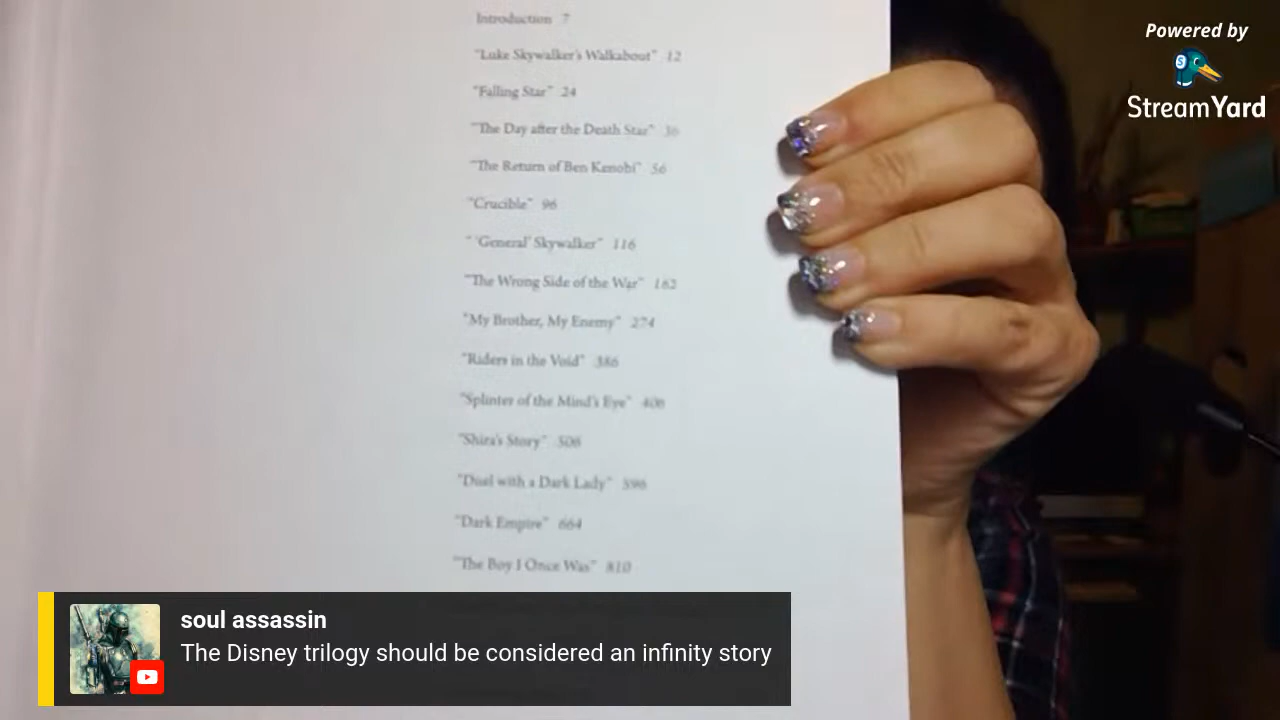 Introduction 7
"Luke Skywalker's Walkabout" 12
"Falling Star" 24
"The Day after the Death Star" 36
"The Return of Ben Kenobi" 56
"Crucible" 96
"'General' Skywalker" 116
"The Wrong Side of the War" 162
"My Brother, My Enemy" 274
"Riders in the Void" 386
"Splinter of the Mind's Eye" 408
"Shira's Story" 508
"Duel with a Dark Lady" 596
"Dark Empire" 664
"The Boy I Once Was" 810
Powered by
StreamYard
soul assassin
The Disney trilogy should be considered an infinity story